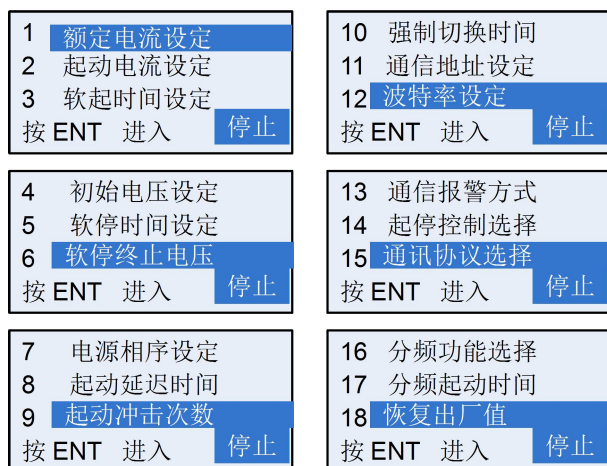 1 额定电流设定
2 起动电流设定
3 软起时间设定
按 ENT 进入 停止
4 初始电压设定
5 软停时间设定
6 软停终止电压
按 ENT 进入 停止
7 电源相序设定
8 起动延迟时间
9 起动冲击次数
按 ENT 进入 停止
10 强制切换时间
11 通信地址设定
12 波特率设定
按 ENT 进入 停止
13 通信报警方式
14 起停控制选择
15 通讯协议选择
按 ENT 进入 停止
16 分频功能选择
17 分频起动时间
18 恢复出厂值
按 ENT 进入 停止